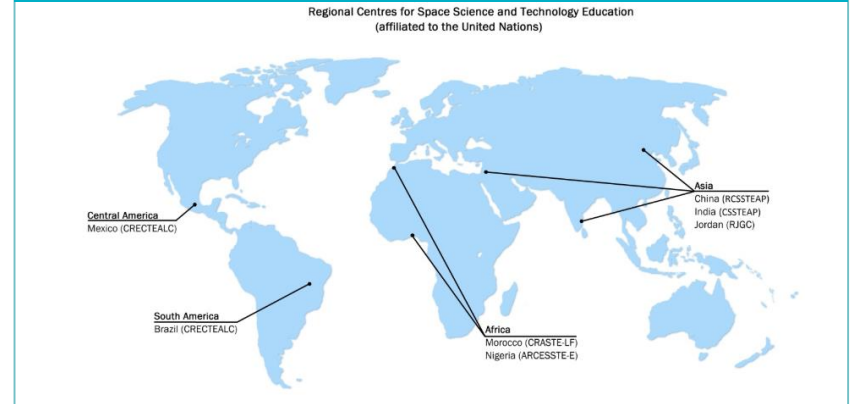 Regional Centres for Space Science and Technology Education
(affiliated to the United Nations)
Asia
China (RCSSTEAP)
India (CSSTEAP)
Jordan (RJGC)
Central America
Mexico (CRECTEALC)
South America
Brazil (CRECTEALC)
Africa
Morocco (CRASTE-LF)
Nigeria (ARCESSTE-E)